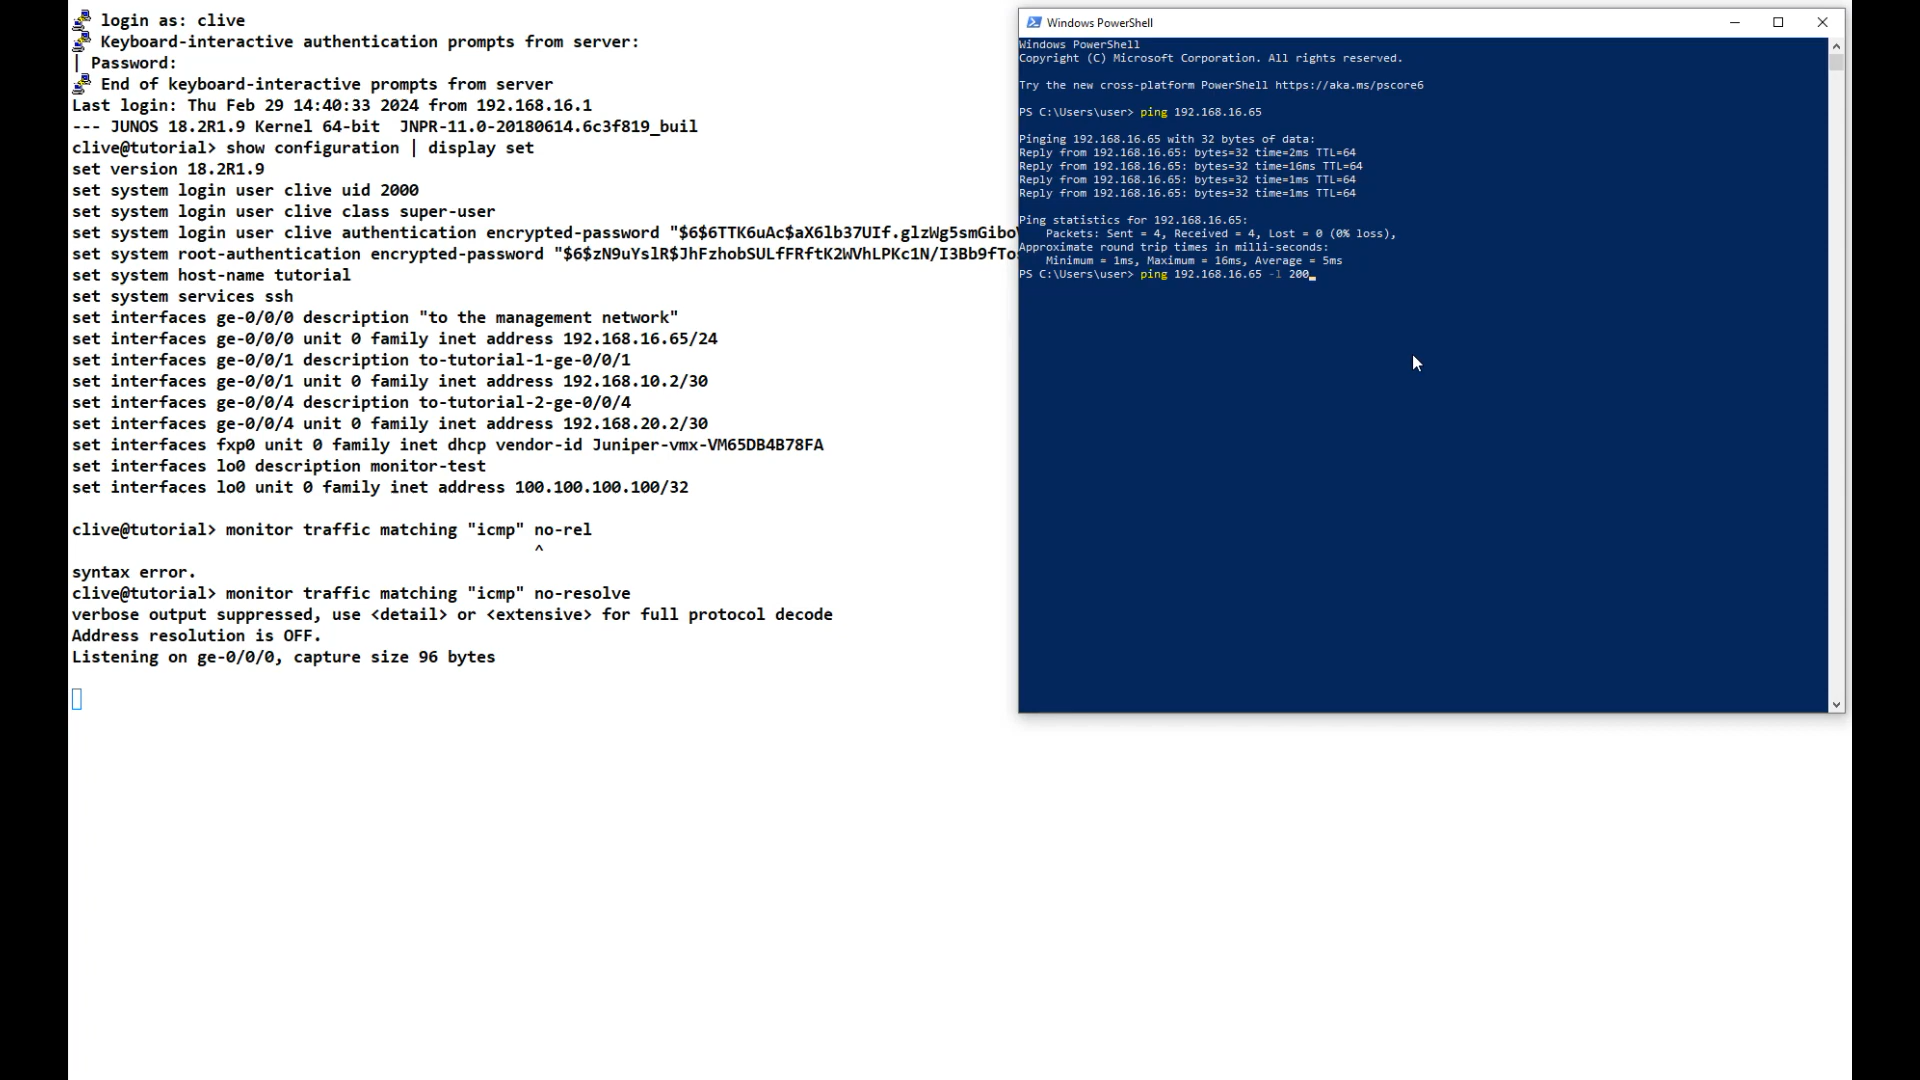 login as: clive
Keyboard-interactive authentication prompts from server:
| Password:
End of keyboard-interactive prompts from server
Last login: Thu Feb 29 14:40:33 2024 from 192.168.16.1
--- JUNOS 18.2R1.9 Kernel 64-bit  JNPR-11.0-20180614.6c3f819_buil
clive@tutorial> show configuration | display set
set version 18.2R1.9
set system login user clive uid 2000
set system login user clive class super-user
set system login user clive authentication encrypted-password "$6$6TTK6uAc$aX6lb37UIf.glzWg5smGibo
set system root-authentication encrypted-password "$6$zN9uYslR$JhFzhobSULfFRftK2WVhLPKc1N/I3Bb9fTo
set system host-name tutorial
set system services ssh
set interfaces ge-0/0/0 description "to the management network"
set interfaces ge-0/0/0 unit 0 family inet address 192.168.16.65/24
set interfaces ge-0/0/1 description to-tutorial-1-ge-0/0/1
set interfaces ge-0/0/1 unit 0 family inet address 192.168.10.2/30
set interfaces ge-0/0/4 description to-tutorial-2-ge-0/0/4
set interfaces ge-0/0/4 unit 0 family inet address 192.168.20.2/30
set interfaces fxp0 unit 0 family inet dhcp vendor-id Juniper-vmx-VM65DB4B78FA
set interfaces lo0 description monitor-test
set interfaces lo0 unit 0 family inet address 100.100.100.100/32
clive@tutorial> monitor traffic matching "icmp" no-rel
^
syntax error.
clive@tutorial> monitor traffic matching "icmp" no-resolve
verbose output suppressed, use <detail> or <extensive> for full protocol decode
Address resolution is OFF.
Listening on ge-0/0/0, capture size 96 bytes
Windows PowerShell
Windows PowerShell
Copyright (C) Microsoft Corporation. All rights reserved.
Try the new cross-platform PowerShell https://aka.ms/pscore6
PS C:\Users\user> ping 192.168.16.65
Pinging 192.168.16.65 with 32 bytes of data:
Reply from 192.168.16.65: bytes=32 time=2ms TTL=64
Reply from 192.168.16.65: bytes=32 time=16ms TTL=64
Reply from 192.168.16.65: bytes=32 time=1ms TTL=64
Reply from 192.168.16.65: bytes=32 time=1ms TTL=64
Ping statistics for 192.168.16.65:
Packets: Sent = 4, Received = 4, Lost = 0 (0% loss),
Approximate round trip times in milli-seconds:
Minimum = 1ms, Maximum = 16ms, Average = 5ms
PS C:\Users\user> ping 192.168.16.65 -l 200